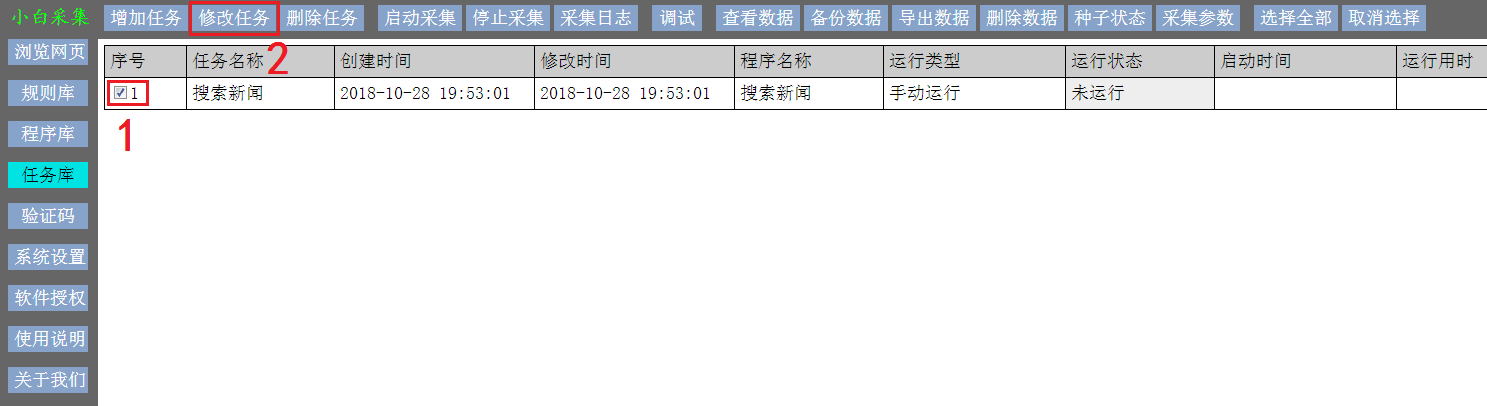 小白采集 增加任务 修改任务 删除任务 启动采集 停止采集 采集日志 调试 查看数据 备份数据 导出数据 删除数据 种子状态 采集参数 选择全部 取消选择
浏览网页
规则库
程序库
任务库
验证码
系统设置
软件授权
使用说明
关于我们
序号 任务名称 2 创建时间 修改时间 程序名称 运行类型 运行状态 启动时间 运行用时
1 搜索新闻 2018-10-28 19:53:01 2018-10-28 19:53:01 搜索新闻 手动运行 未运行
1